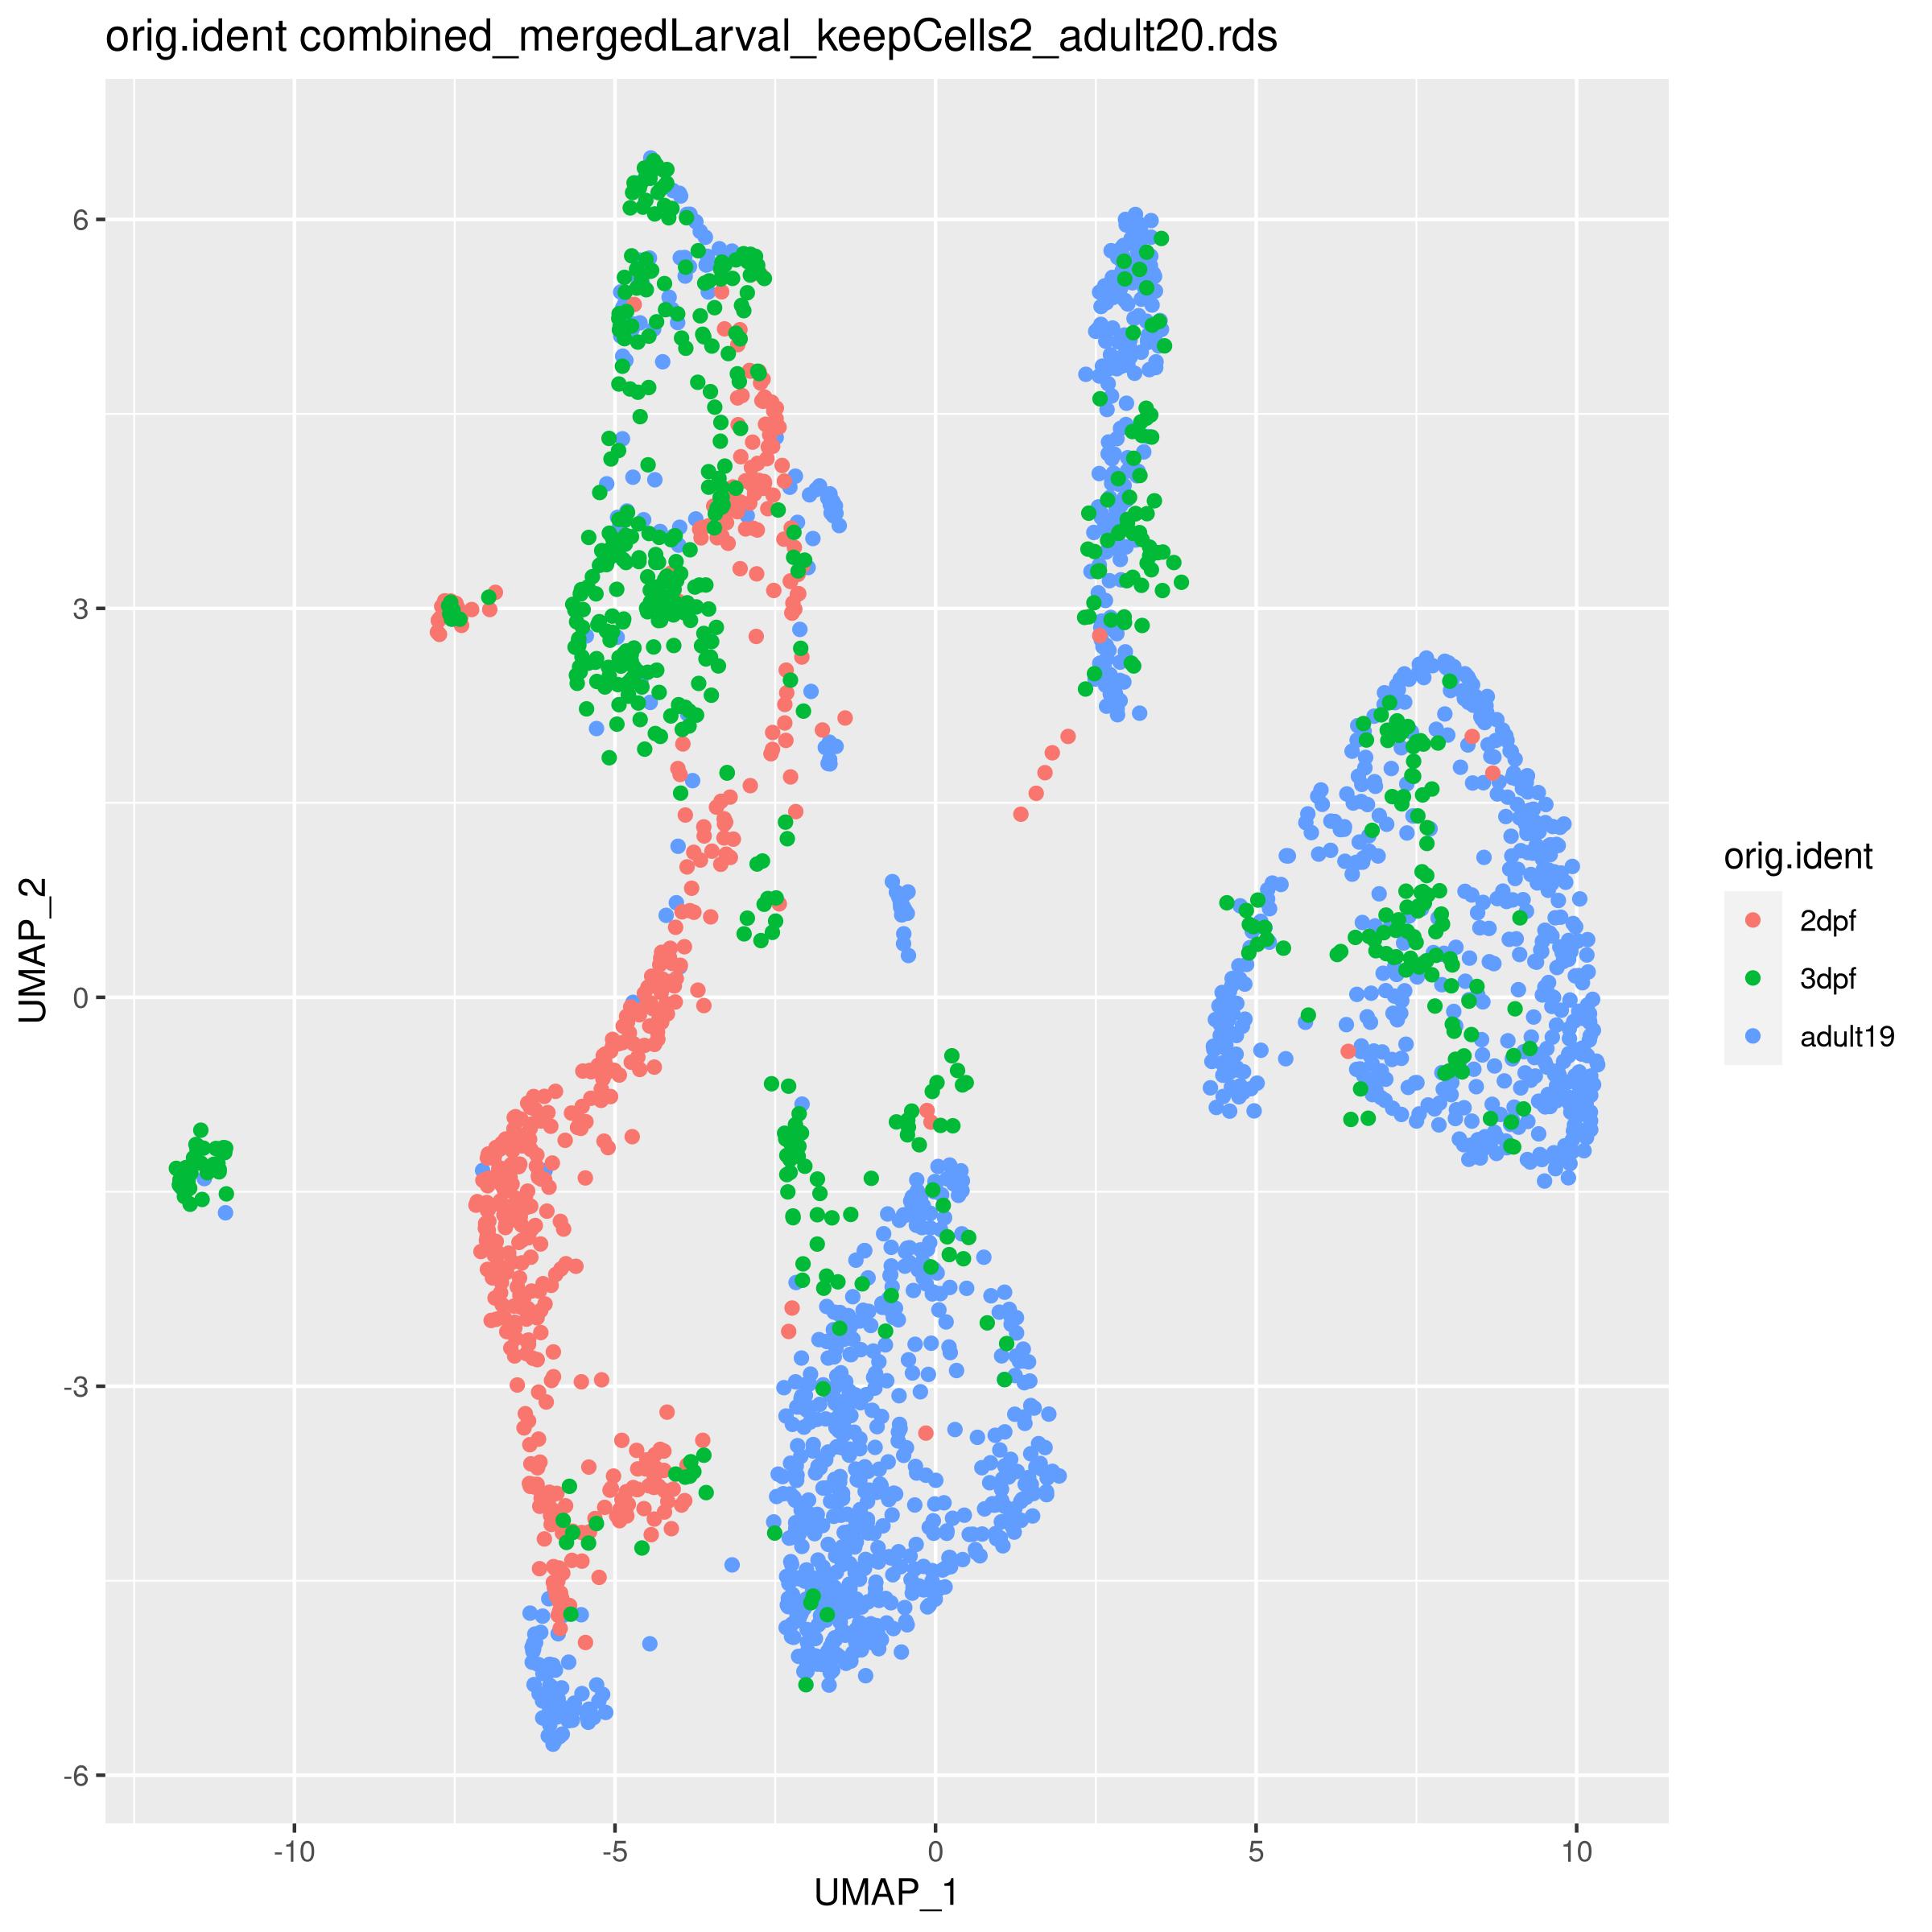 orig.ident combined_mergedLarval_keepCells2_adult20.rds
6
3
0
-3
-6
UMAP_2
-10
-5
0
5
10
UMAP_1
orig.ident
2dpf
3dpf
adult19